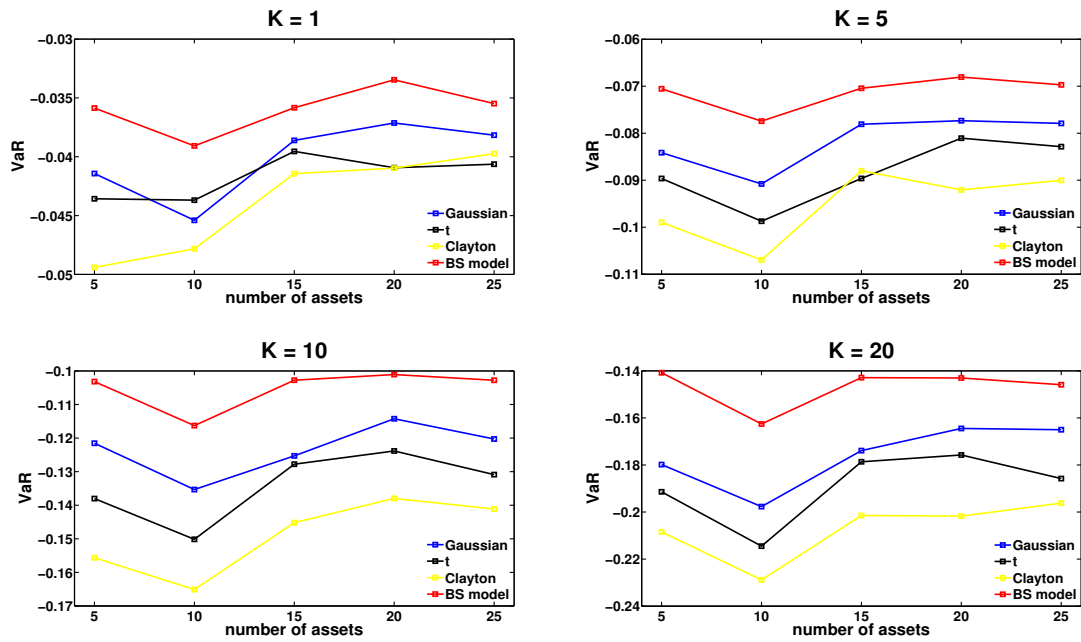 K = 1
−0.03
−0.035
−0.04
−0.045
−0.05
VaR
5 10 15 20 25
number of assets
Gaussian
t
Clayton
BS model
K = 5
−0.06
−0.07
−0.08
−0.09
−0.1
−0.11
VaR
5 10 15 20 25
number of assets
Gaussian
t
Clayton
BS model
K = 10
−0.1
−0.11
−0.12
−0.13
−0.14
−0.15
−0.16
−0.17
VaR
5 10 15 20 25
number of assets
Gaussian
t
Clayton
BS model
K = 20
−0.14
−0.16
−0.18
−0.2
−0.22
−0.24
VaR
5 10 15 20 25
number of assets
Gaussian
t
Clayton
BS model